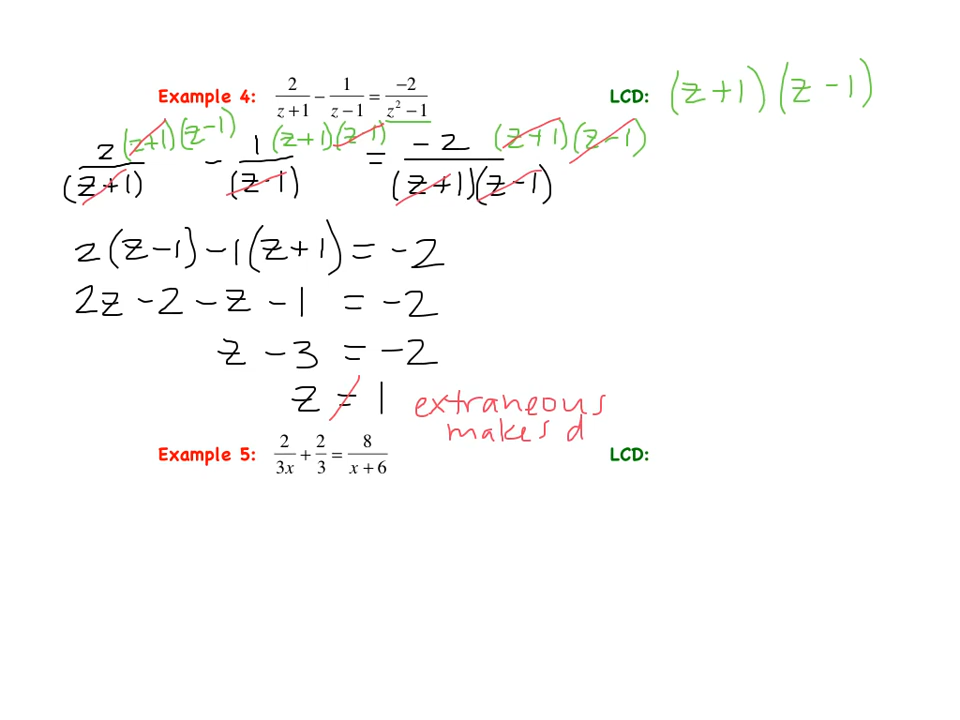 Example 4: 2/(z+1) − 1/(z−1) = −2/(z²−1) LCD: (z+1)(z−1)
2/(z+1) (z+1)(z−1) − 1/(z−1) (z+1)(z−1) = −2/((z+1)(z−1)) (z+1)(z−1)
2(z−1)−1(z+1) = −2
2z −2 − z − 1 = −2
z − 3 = −2
z ≠ 1 extraneous
makes d
Example 5: 2/3x + 2/3 = 8/(x+6) LCD: